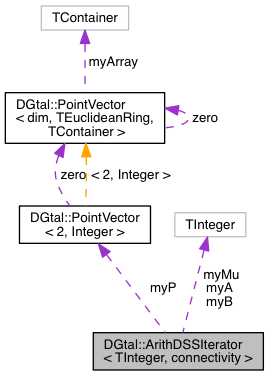 TContainer
myArray
DGtal::PointVector
< dim, TEuclideanRing,
TContainer >
zero
zero
< 2, Integer >
DGtal::PointVector
< 2, Integer >
TInteger
myP
myMu
myA
myB
DGtal::ArithDSSIterator
< TInteger, connectivity >